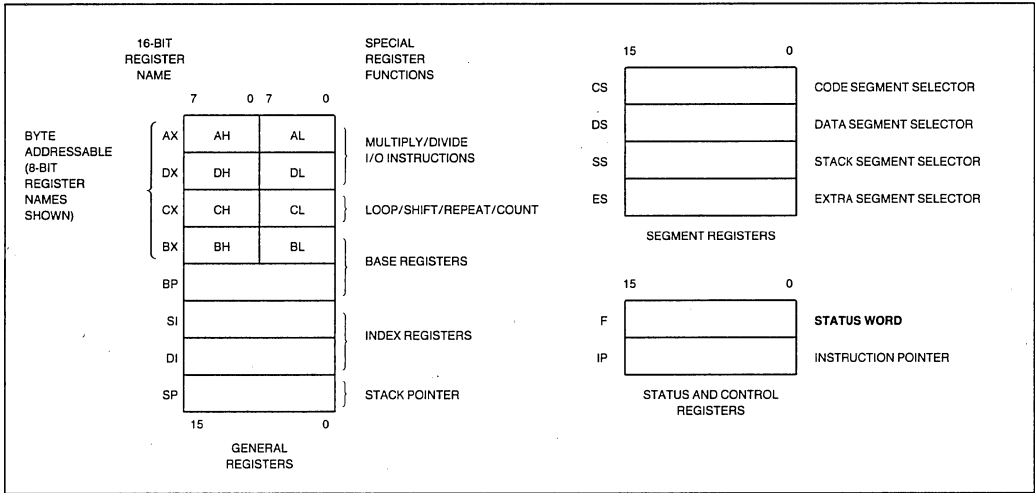 16-BIT
REGISTER
NAME
SPECIAL
REGISTER
FUNCTIONS
7 0 7 0
BYTE
ADDRESSABLE
(8-BIT
REGISTER
NAMES
SHOWN)
AX AH AL
DX DH DL
MULTIPLY/DIVIDE
I/O INSTRUCTIONS
CX CH CL LOOP/SHIFT/REPEAT/COUNT
BX BH BL
BASE REGISTERS
BP
SI
INDEX REGISTERS
DI
SP STACK POINTER
15 0
GENERAL
REGISTERS
15 0
CS CODE SEGMENT SELECTOR
DS DATA SEGMENT SELECTOR
SS STACK SEGMENT SELECTOR
ES EXTRA SEGMENT SELECTOR
SEGMENT REGISTERS
15 0
F STATUS WORD
IP INSTRUCTION POINTER
STATUS AND CONTROL
REGISTERS